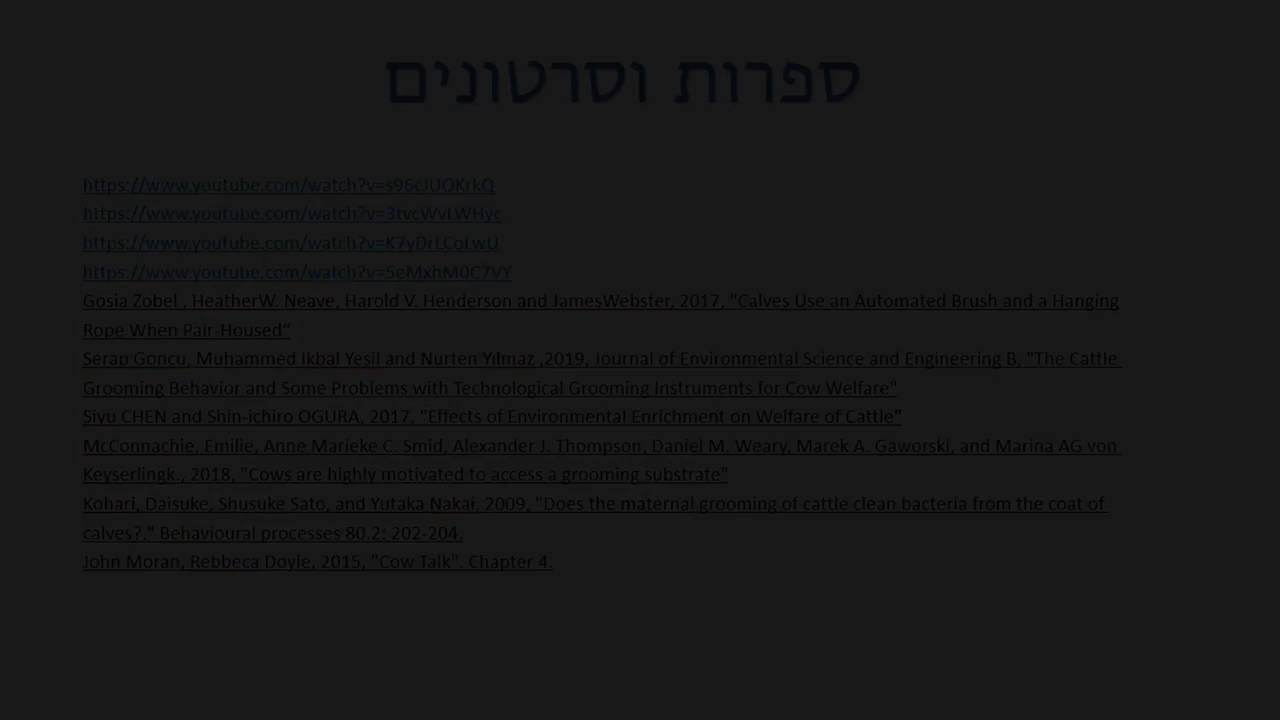 ספרות וסרטונים
https://www.youtube.com/watch?v=s96cJUOKrkQ
https://www.youtube.com/watch?v=3tvcWvLWHyc
https://www.youtube.com/watch?v=K7yDrLCoLwU
https://www.youtube.com/watch?v=5eMxhM0C7VY
Gosia Zobel , HeatherW. Neave, Harold V. Henderson and JamesWebster, 2017, "Calves Use an Automated Brush and a Hanging
Rope When Pair-Housed“
Serap Goncu, Muhammed Ikbal Yesil and Nurten Yılmaz ,2019, Journal of Environmental Science and Engineering B, "The Cattle
Grooming Behavior and Some Problems with Technological Grooming Instruments for Cow Welfare"
Siyu CHEN and Shin-ichiro OGURA, 2017, "Effects of Environmental Enrichment on Welfare of Cattle”
McConnachie, Emilie, Anne Marieke C. Smid, Alexander J. Thompson, Daniel M. Weary, Marek A. Gaworski, and Marina AG von
Keyserlingk., 2018, "Cows are highly motivated to access a grooming substrate"
Kohari, Daisuke, Shusuke Sato, and Yutaka Nakai, 2009, "Does the maternal grooming of cattle clean bacteria from the coat of
calves?." Behavioural processes 80.2: 202-204.
John Moran, Rebbeca Doyle, 2015, "Cow Talk". Chapter 4.